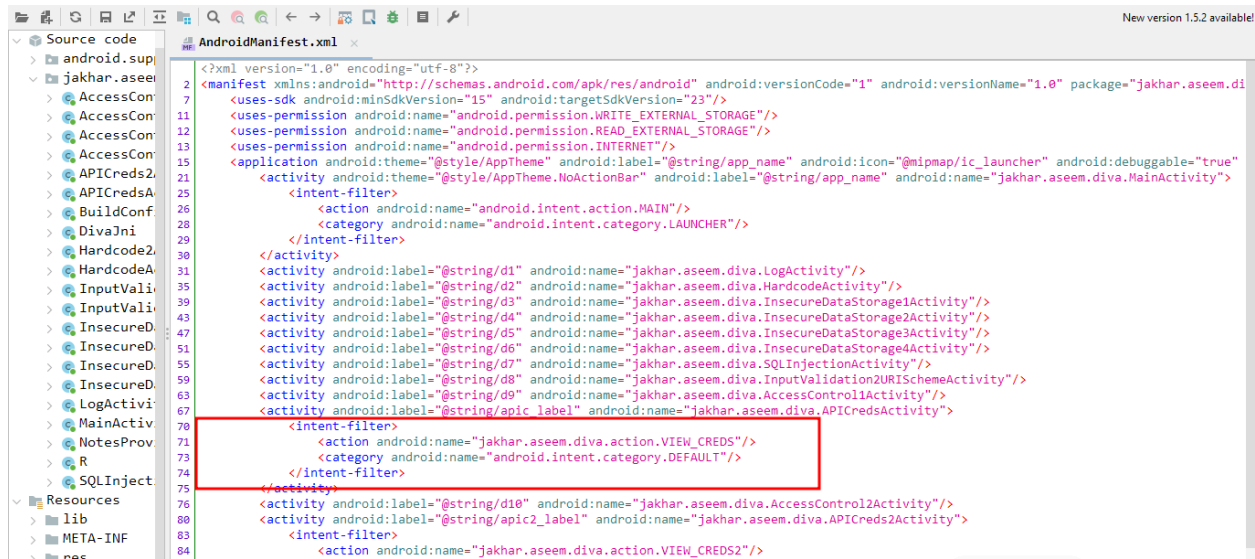 New version 1.5.2 available!
Source code
android.sup
jakhar.aseem
AccessCon
AccessCon
AccessCon
AccessCon
APICreds2
APICredsA
BuildConf
DivaJni
Hardcode2
HardcodeA
InputVali
InputVali
InsecureD
InsecureD
InsecureD
InsecureD
LogActivi
MainActiv
NotesProv
R
SQLInject
Resources
lib
META-INF
res
MF AndroidManifest.xml
<?xml version="1.0" encoding="utf-8"?>
2 <manifest xmlns:android="http://schemas.android.com/apk/res/android" android:versionCode="1" android:versionName="1.0" package="jakhar.aseem.di
7 <uses-sdk android:minSdkVersion="15" android:targetSdkVersion="23"/>
11 <uses-permission android:name="android.permission.WRITE_EXTERNAL_STORAGE"/>
12 <uses-permission android:name="android.permission.READ_EXTERNAL_STORAGE"/>
13 <uses-permission android:name="android.permission.INTERNET"/>
15 <application android:theme="@style/AppTheme" android:label="@string/app_name" android:icon="@mipmap/ic_launcher" android:debuggable="true"
21 <activity android:theme="@style/AppTheme.NoActionBar" android:label="@string/app_name" android:name="jakhar.aseem.diva.MainActivity">
25 <intent-filter>
26 <action android:name="android.intent.action.MAIN"/>
28 <category android:name="android.intent.category.LAUNCHER"/>
29 </intent-filter>
30 </activity>
31 <activity android:label="@string/d1" android:name="jakhar.aseem.diva.LogActivity"/>
35 <activity android:label="@string/d2" android:name="jakhar.aseem.diva.HardcodeActivity"/>
39 <activity android:label="@string/d3" android:name="jakhar.aseem.diva.InsecureDataStorage1Activity"/>
43 <activity android:label="@string/d4" android:name="jakhar.aseem.diva.InsecureDataStorage2Activity"/>
47 <activity android:label="@string/d5" android:name="jakhar.aseem.diva.InsecureDataStorage3Activity"/>
51 <activity android:label="@string/d6" android:name="jakhar.aseem.diva.InsecureDataStorage4Activity"/>
55 <activity android:label="@string/d7" android:name="jakhar.aseem.diva.SQLInjectionActivity"/>
59 <activity android:label="@string/d8" android:name="jakhar.aseem.diva.InputValidation2URISchemeActivity"/>
63 <activity android:label="@string/d9" android:name="jakhar.aseem.diva.AccessControl1Activity"/>
67 <activity android:label="@string/apic_label" android:name="jakhar.aseem.diva.APICredsActivity">
70 <intent-filter>
71 <action android:name="jakhar.aseem.diva.action.VIEW_CREDS"/>
73 <category android:name="android.intent.category.DEFAULT"/>
74 </intent-filter>
75 </activity>
76 <activity android:label="@string/d10" android:name="jakhar.aseem.diva.AccessControl2Activity"/>
80 <activity android:label="@string/apic2_label" android:name="jakhar.aseem.diva.APICreds2Activity">
83 <intent-filter>
84 <action android:name="jakhar.aseem.diva.action.VIEW_CREDS2"/>